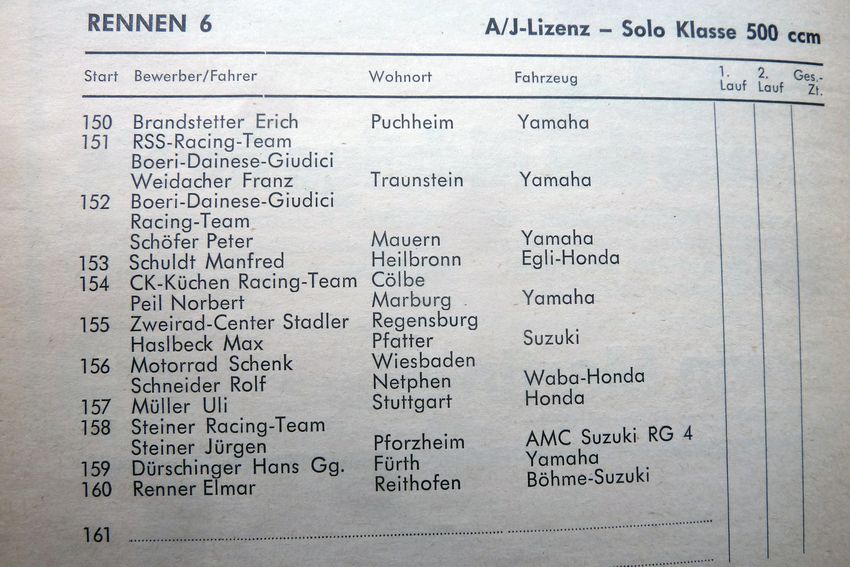 RENNEN 6 A/J-Lizenz – Solo Klasse 500 ccm
Start Bewerber/Fahrer Wohnort Fahrzeug 1. Lauf 2. Lauf Ges.-Zt.
150 Brandstetter Erich Puchheim Yamaha
151 RSS-Racing-Team
Boeri-Dainese-Giudici
Weidacher Franz Traunstein Yamaha
152 Boeri-Dainese-Giudici
Racing-Team
Schöfer Peter Mauern Yamaha
153 Schuldt Manfred Heilbronn Egli-Honda
154 CK-Küchen Racing-Team Cölbe
Peil Norbert Marburg Yamaha
155 Zweirad-Center Stadler Regensburg
Haslbeck Max Pfatter Suzuki
156 Motorrad Schenk Wiesbaden
Schneider Rolf Netphen Waba-Honda
157 Müller Uli Stuttgart Honda
158 Steiner Racing-Team
Steiner Jürgen Pforzheim AMC Suzuki RG 4
159 Dürschinger Hans Gg. Fürth Yamaha
160 Renner Elmar Reithofen Böhme-Suzuki
161